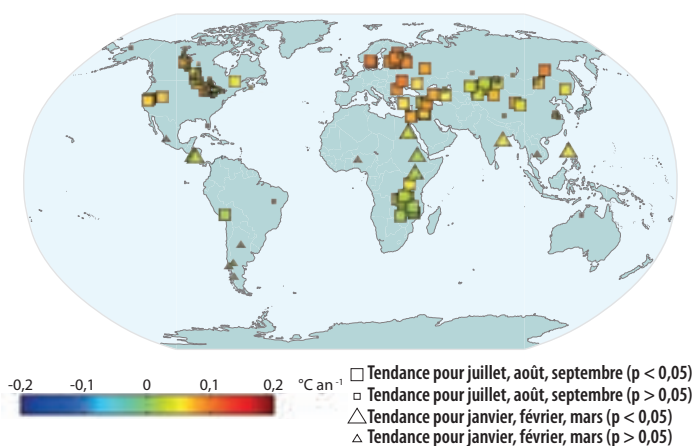 -0,2 -0,1 0 0,1 0,2 °C an⁻¹
Tendance pour juillet, août, septembre (p < 0,05)
Tendance pour juillet, août, septembre (p > 0,05)
Tendance pour janvier, février, mars (p < 0,05)
Tendance pour janvier, février, mars (p > 0,05)